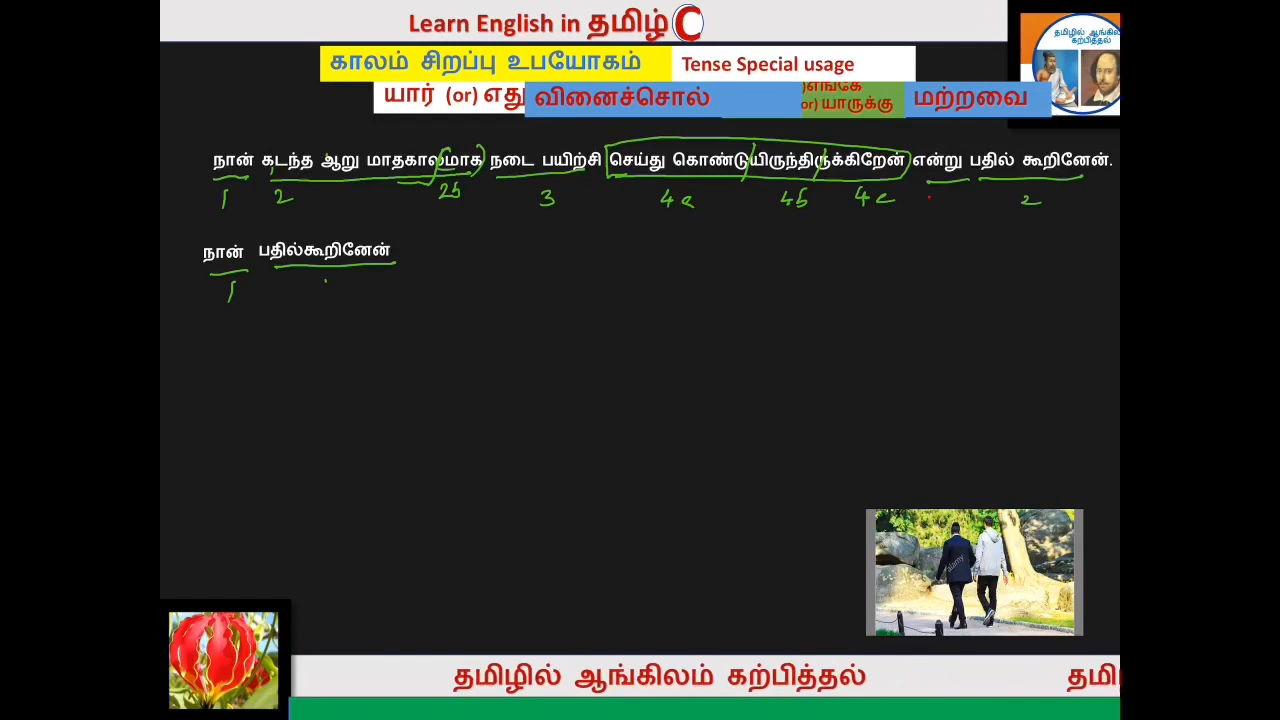 Learn English in தமிழ் C
தமிழில் ஆங்கில
கற்பித்தல்
காலம் சிறப்பு உபயோகம் Tense Special usage
யார் (or) எது வினைச்சொல் )எங்கே
or) யாருக்கு மற்றவை
நான் கடந்த ஆறு மாதகாலமாக நடை பயிற்சி செய்து கொண்டுயிருந்திருக்கிறேன் என்று பதில் கூறினேன்.
1 2 2b 3 4a 4b 4c 2
நான் பதில்கூறினேன்
1
alamy
தமிழில் ஆங்கிலம் கற்பித்தல் தமி